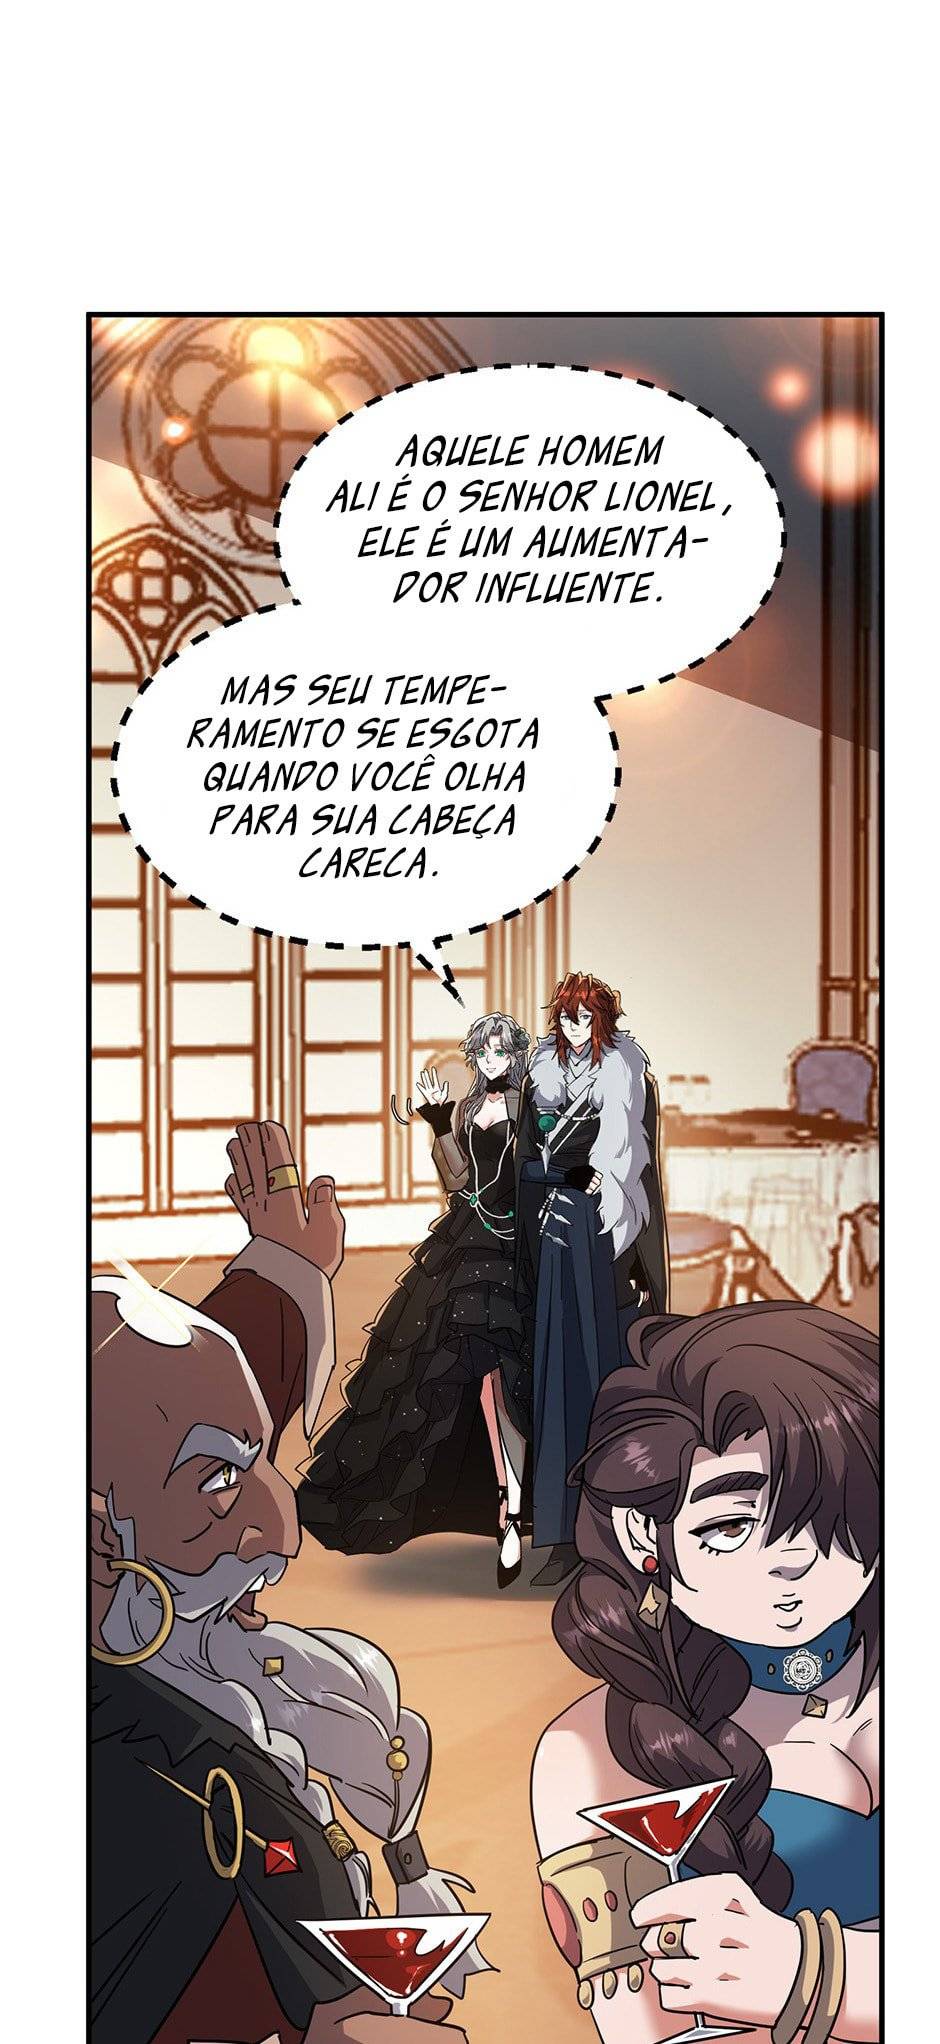 AQUELE HOMEM
ALI É O SENHOR LIONEL,
ELE É UM AUMENTA-
DOR INFLUENTE.
MAS SEU TEMPE-
RAMENTO SE ESGOTA
QUANDO VOCÊ OLHA
PARA SUA CABEÇA
CARECA.